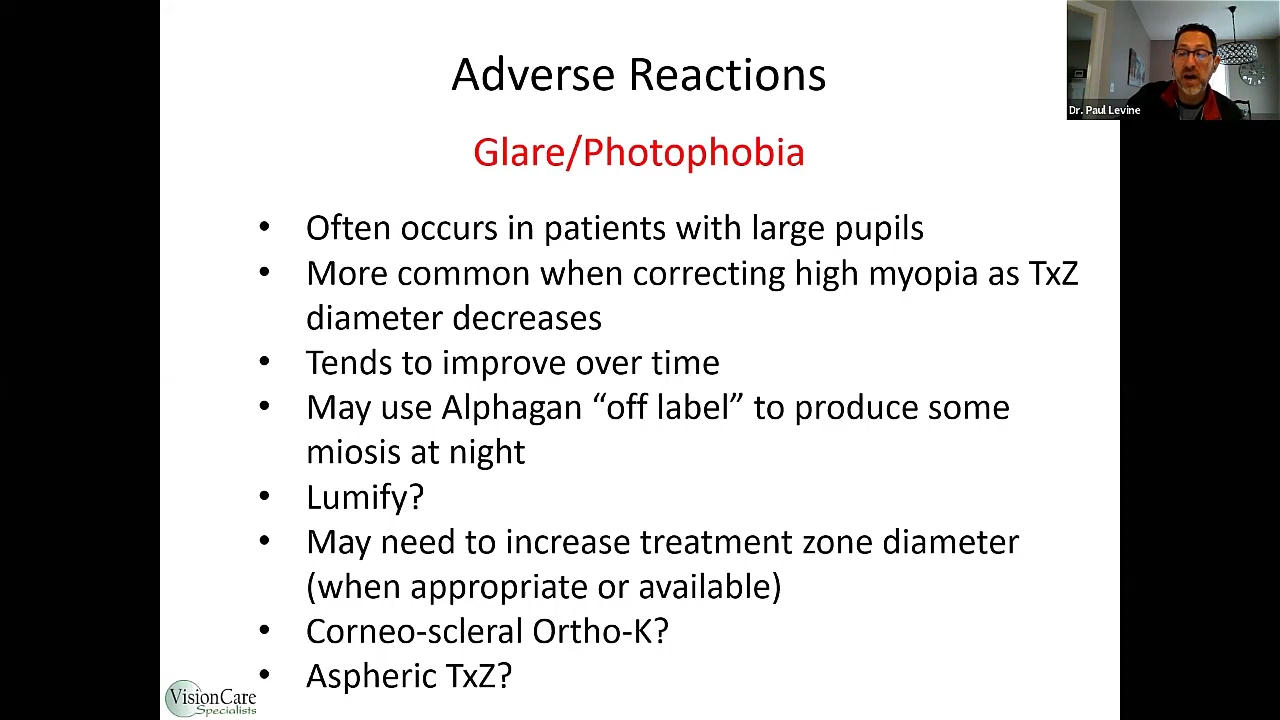 Adverse Reactions
Dr. Paul Levine
Glare/Photophobia
• Often occurs in patients with large pupils
• More common when correcting high myopia as TxZ
diameter decreases
• Tends to improve over time
• May use Alphagan “off label” to produce some
miosis at night
• Lumify?
• May need to increase treatment zone diameter
(when appropriate or available)
• Corneo-scleral Ortho-K?
• Aspheric TxZ?
VisionCare
Specialists